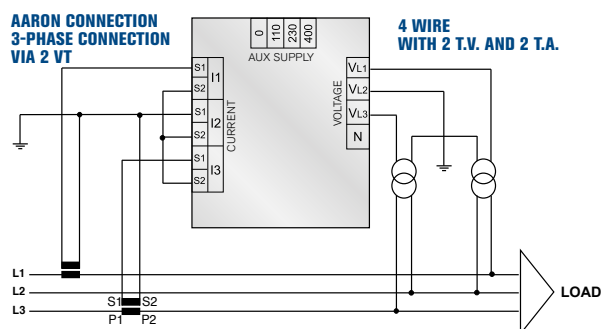 AARON CONNECTION
3-PHASE CONNECTION
VIA 2 VT
0
110
230
400
AUX SUPPLY
4 WIRE
WITH 2 T.V. AND 2 T.A.
S1
S2
I1
S1
S2
I2
S1
S2
I3
CURRENT
VOLTAGE
VL1
VL2
VL3
N
L1
L2
L3
S1
S2
P1
P2
LOAD